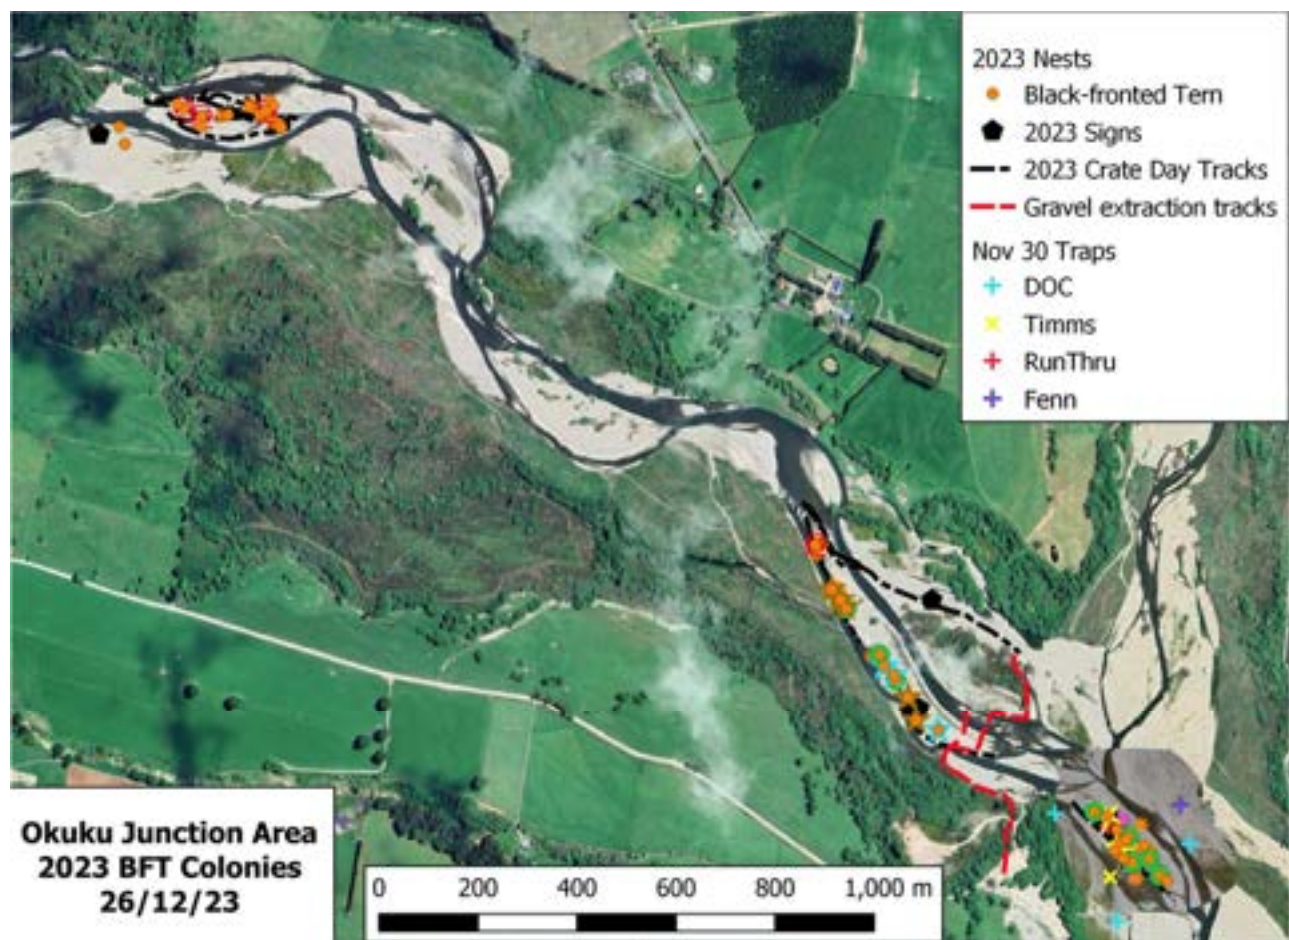 2023 Nests
Black-fronted Tern
2023 Signs
2023 Crate Day Tracks
Gravel extraction tracks
Nov 30 Traps
DOC
Timms
RunThru
Fenn
Okuku Junction Area
2023 BFT Colonies
26/12/23
0 200 400 600 800 1,000 m